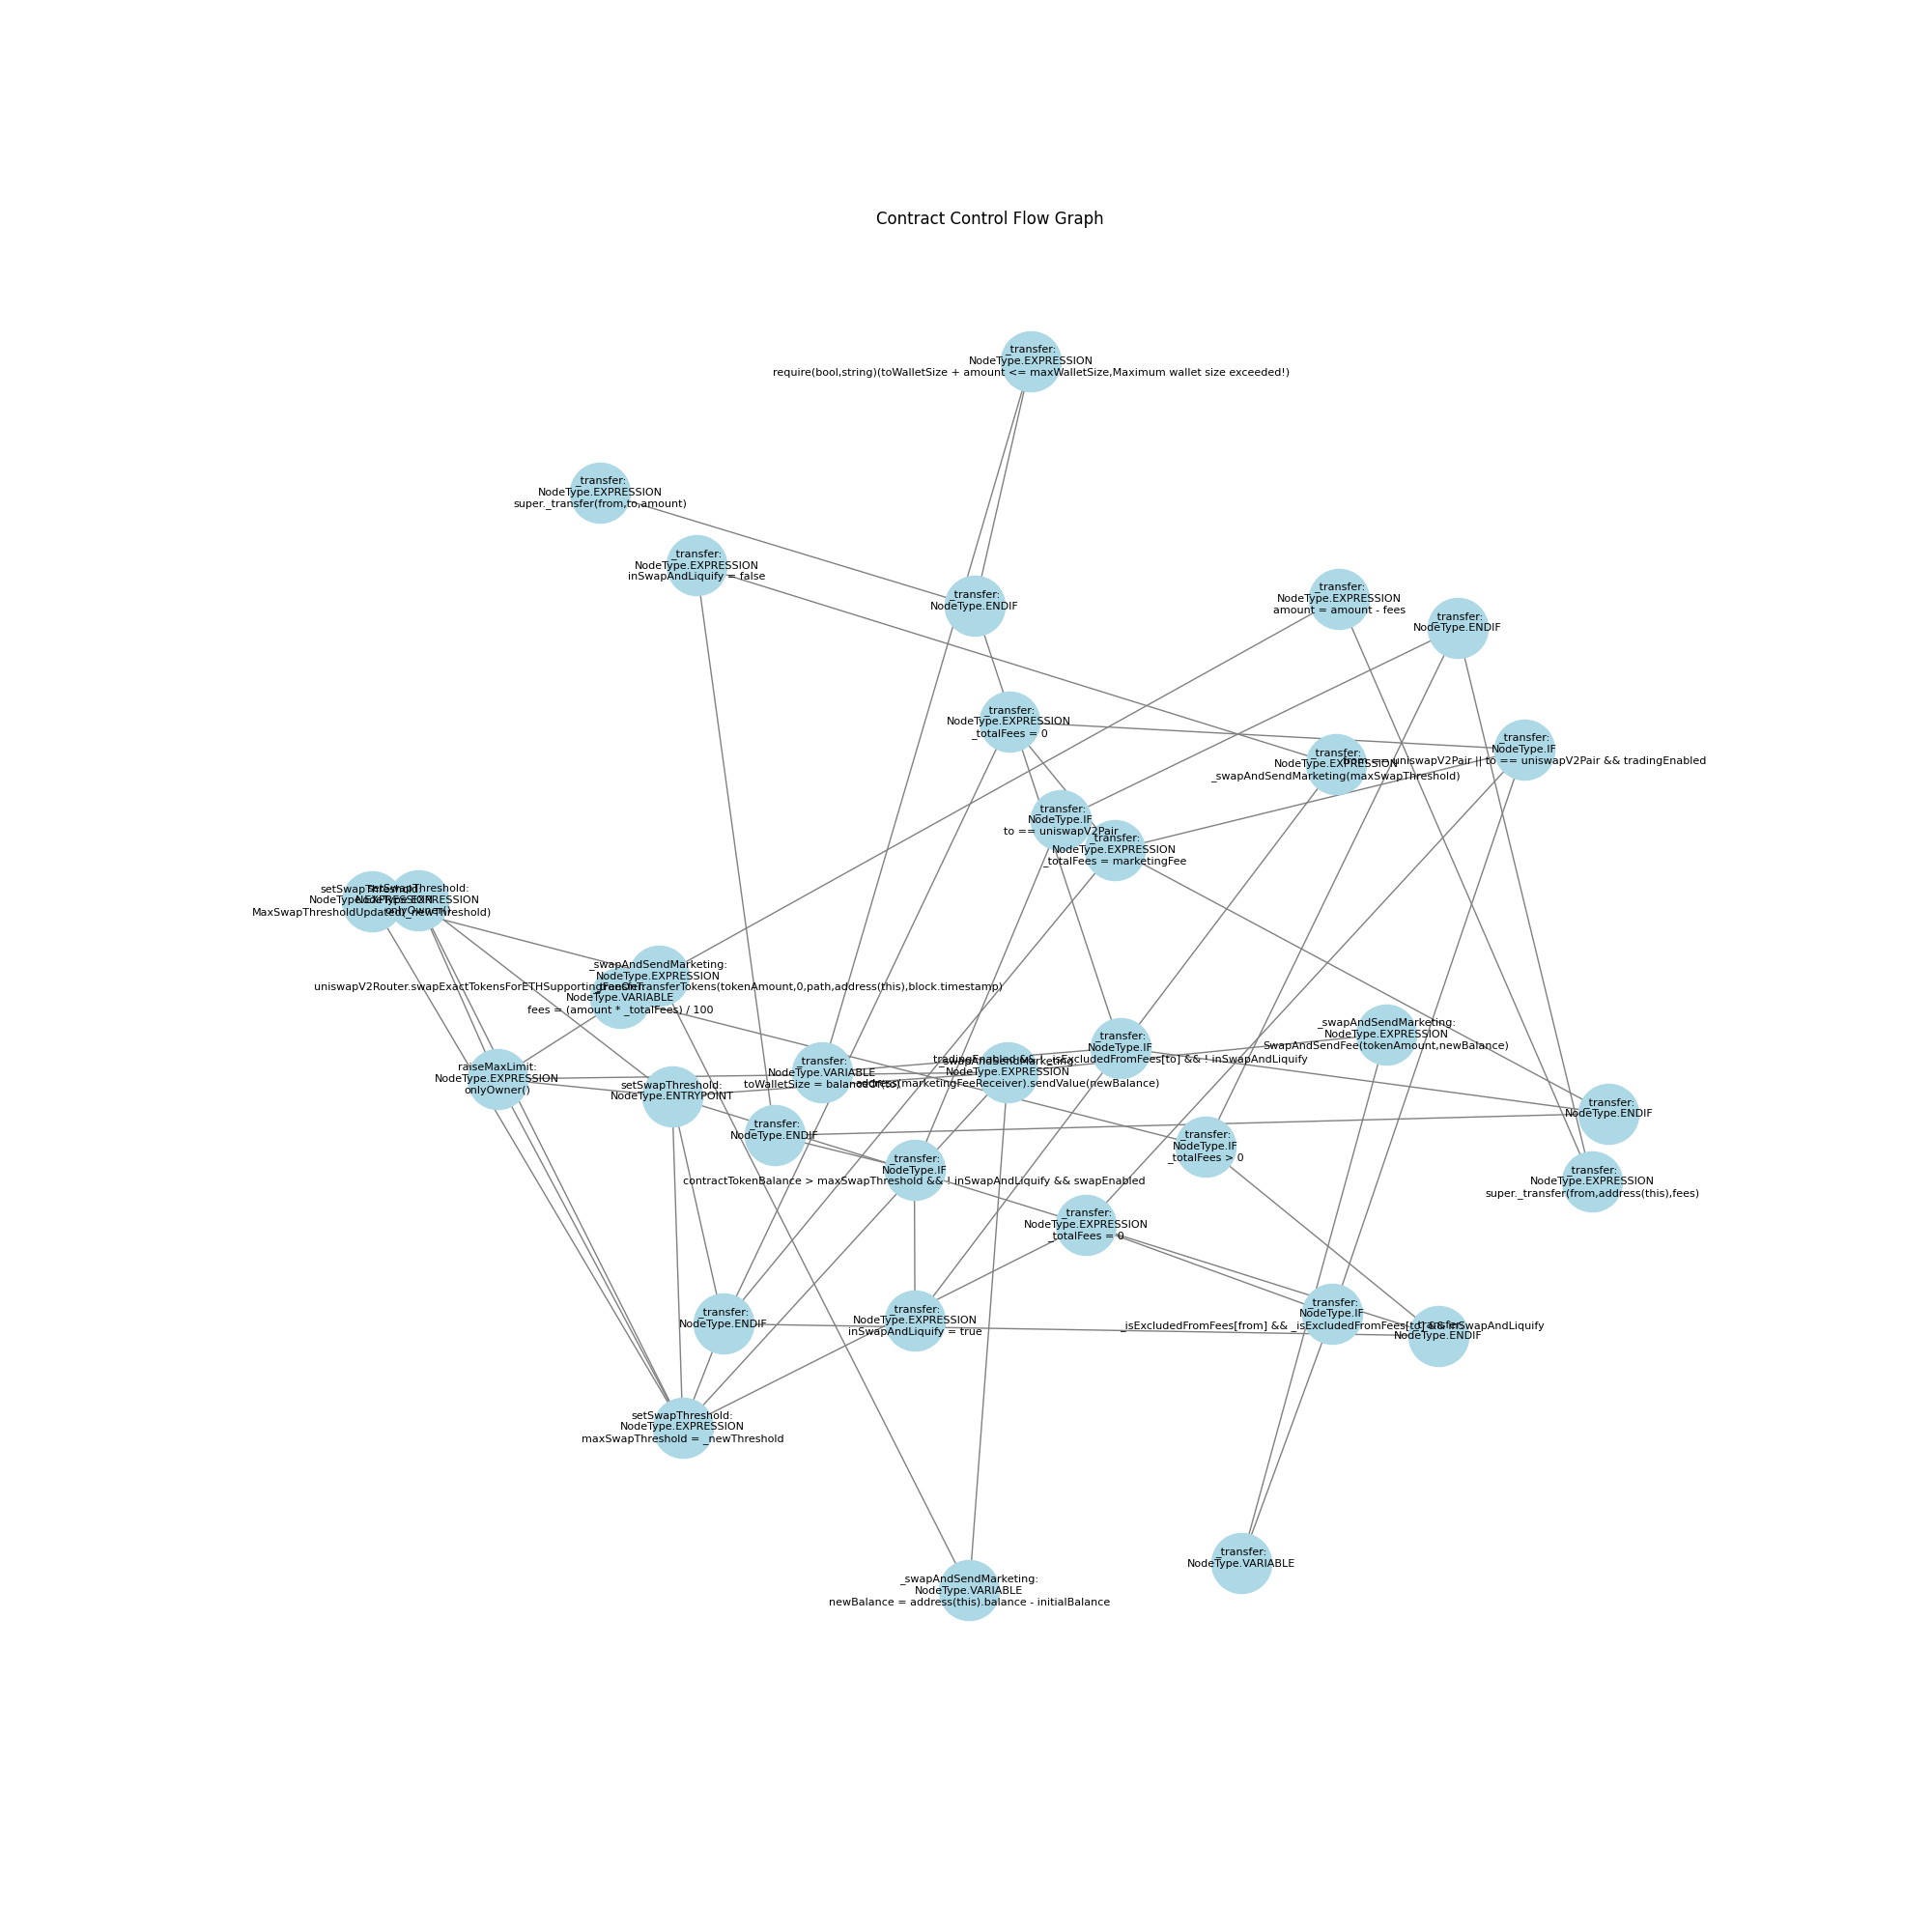 Contract Control Flow Graph
_transfer:
NodeType.EXPRESSION
require(bool,string)(toWalletSize + amount <= maxWalletSize,Maximum wallet size exceeded!)
_transfer:
NodeType.EXPRESSION
super._transfer(from,to,amount)
_transfer:
NodeType.EXPRESSION
inSwapAndLiquify = false
_transfer:
NodeType.ENDIF
_transfer:
NodeType.EXPRESSION
amount = amount - fees
_transfer:
NodeType.ENDIF
_transfer:
NodeType.EXPRESSION
_totalFees = 0
_transfer:
NodeType.IF
from == uniswapV2Pair || to == uniswapV2Pair && tradingEnabled
_transfer:
NodeType.EXPRESSION
_swapAndSendMarketing(maxSwapThreshold)
_transfer:
NodeType.IF
to == uniswapV2Pair
_transfer:
NodeType.EXPRESSION
_totalFees = marketingFee
setSwapThreshold:
NodeType.EXPRESSION
MaxSwapThresholdUpdated(_newThreshold)
setSwapThreshold:
NodeType.EXPRESSION
onlyOwner()
_swapAndSendMarketing:
NodeType.EXPRESSION
uniswapV2Router.swapExactTokensForETHSupportingFeeOnTransferTokens(tokenAmount,0,path,address(this),block.timestamp)
_transfer:
NodeType.VARIABLE
fees = (amount * _totalFees) / 100
_swapAndSendMarketing:
NodeType.EXPRESSION
SwapAndSendFee(tokenAmount,newBalance)
_transfer:
NodeType.IF
tradingEnabled && ! _isExcludedFromFees[to] && ! inSwapAndLiquify
raiseMaxLimit:
NodeType.EXPRESSION
onlyOwner()
_transfer:
NodeType.VARIABLE
toWalletSize = balanceOf(to)
_swapAndSendMarketing:
NodeType.EXPRESSION
address(marketingFeeReceiver).sendValue(newBalance)
setSwapThreshold:
NodeType.ENTRYPOINT
_transfer:
NodeType.ENDIF
_transfer:
NodeType.ENDIF
_transfer:
NodeType.IF
_totalFees > 0
_transfer:
NodeType.IF
contractTokenBalance > maxSwapThreshold && ! inSwapAndLiquify && swapEnabled
_transfer:
NodeType.EXPRESSION
super._transfer(from,address(this),fees)
_transfer:
NodeType.EXPRESSION
_totalFees = 0
_transfer:
NodeType.ENDIF
_transfer:
NodeType.EXPRESSION
inSwapAndLiquify = true
_transfer:
NodeType.IF
_isExcludedFromFees[from] && _isExcludedFromFees[to] && inSwapAndLiquify
_transfer:
NodeType.ENDIF
setSwapThreshold:
NodeType.EXPRESSION
maxSwapThreshold = _newThreshold
_transfer:
NodeType.VARIABLE
_swapAndSendMarketing:
NodeType.VARIABLE
newBalance = address(this).balance - initialBalance